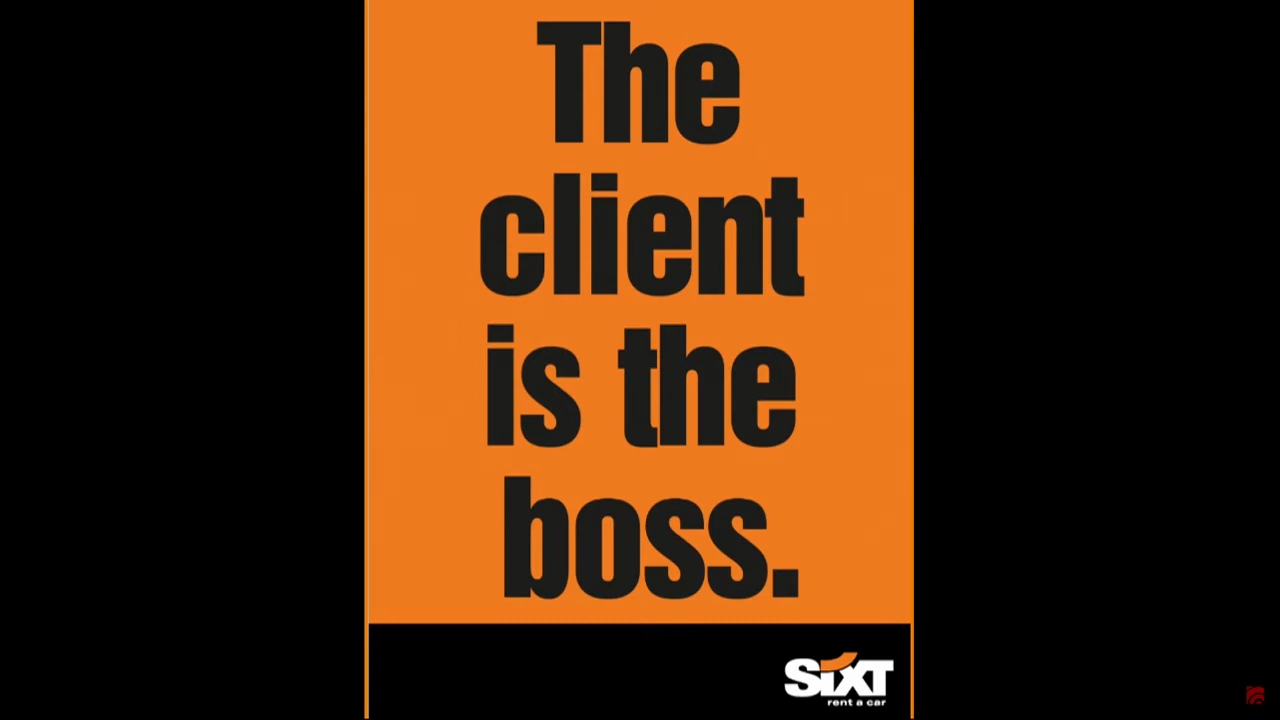 The
client
is the
boss.
SIXT
rent a car